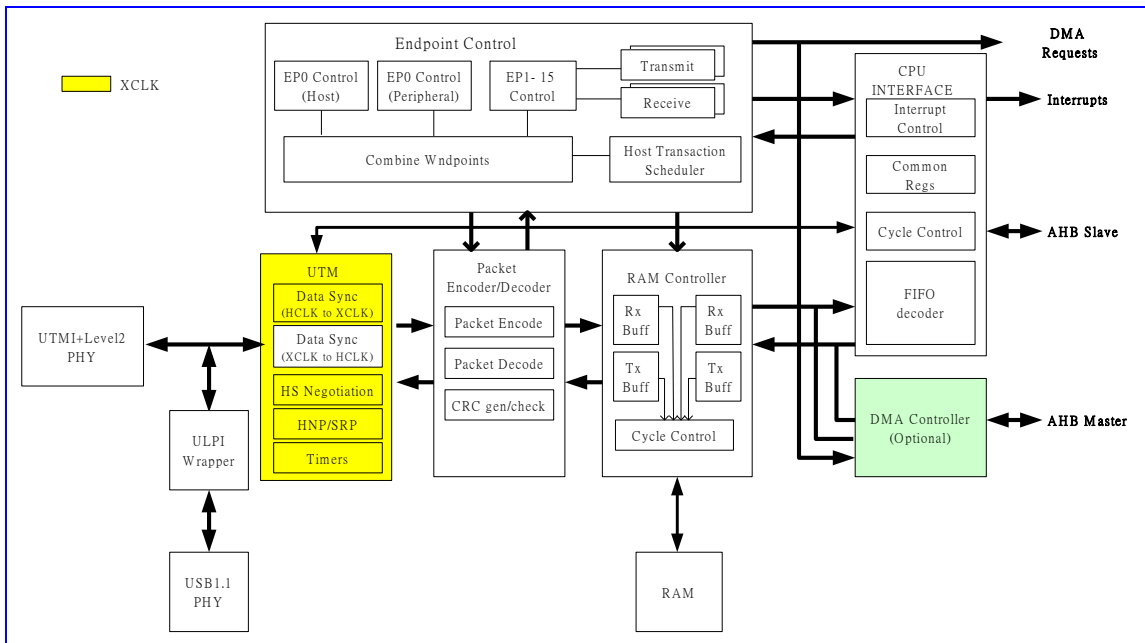 Endpoint Control
DMA
Requests
XCLK
EP0 Control
(Host)
EP0 Control
(Peripheral)
EP1- 15
Control
Transmit
Receive
CPU
INTERFACE
Interrupt
Control
Interrupts
Combine Wndpoints
Host Transaction
Scheduler
Common
Regs
Cycle Control
AHB Slave
UTM
Data Sync
(HCLK to XCLK)
Data Sync
(XCLK to HCLK)
HS Negotiation
HNP/SRP
Timers
Packet
Encoder/Decoder
Packet Encode
Packet Decode
CRC gen/check
RAM Controller
Rx
Buff
Rx
Buff
Tx
Buff
Tx
Buff
Cycle Control
FIFO
decoder
UTMI+Level2
PHY
ULPI
Wrapper
DMA Controller
(Optional)
AHB Master
USB1.1
PHY
RAM